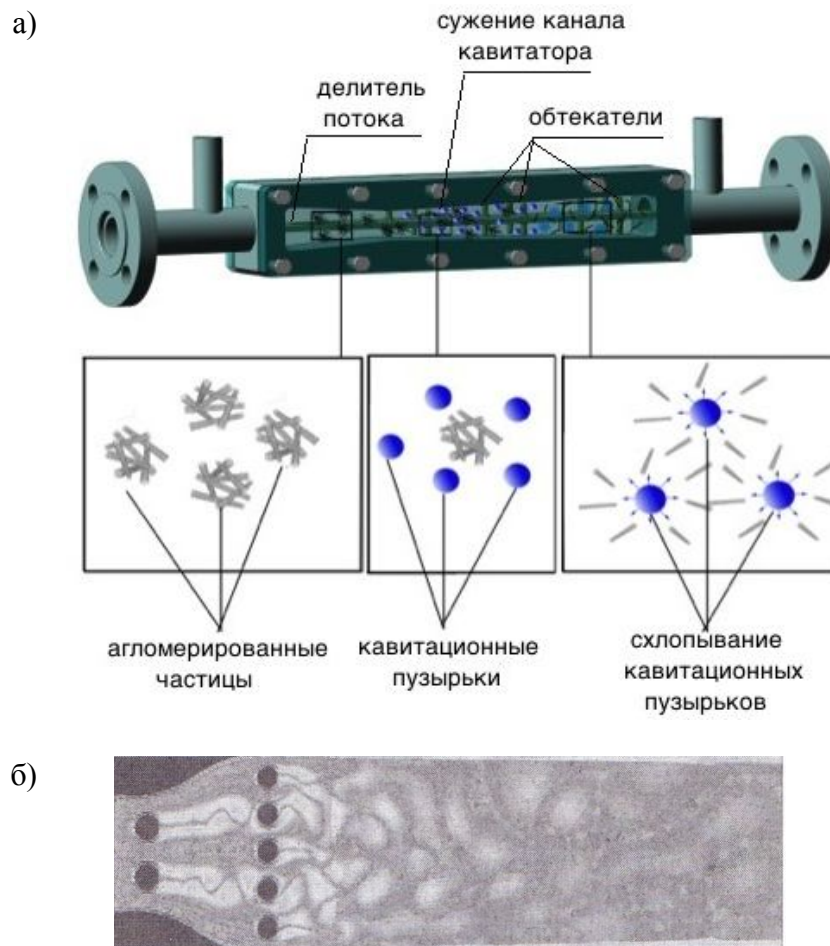 а)
сужение канала
кавитатора
делитель
потока
обтекатели
агломерированные
частицы
кавитационные
пузырьки
схлопывание
кавитационных
пузырьков
б)